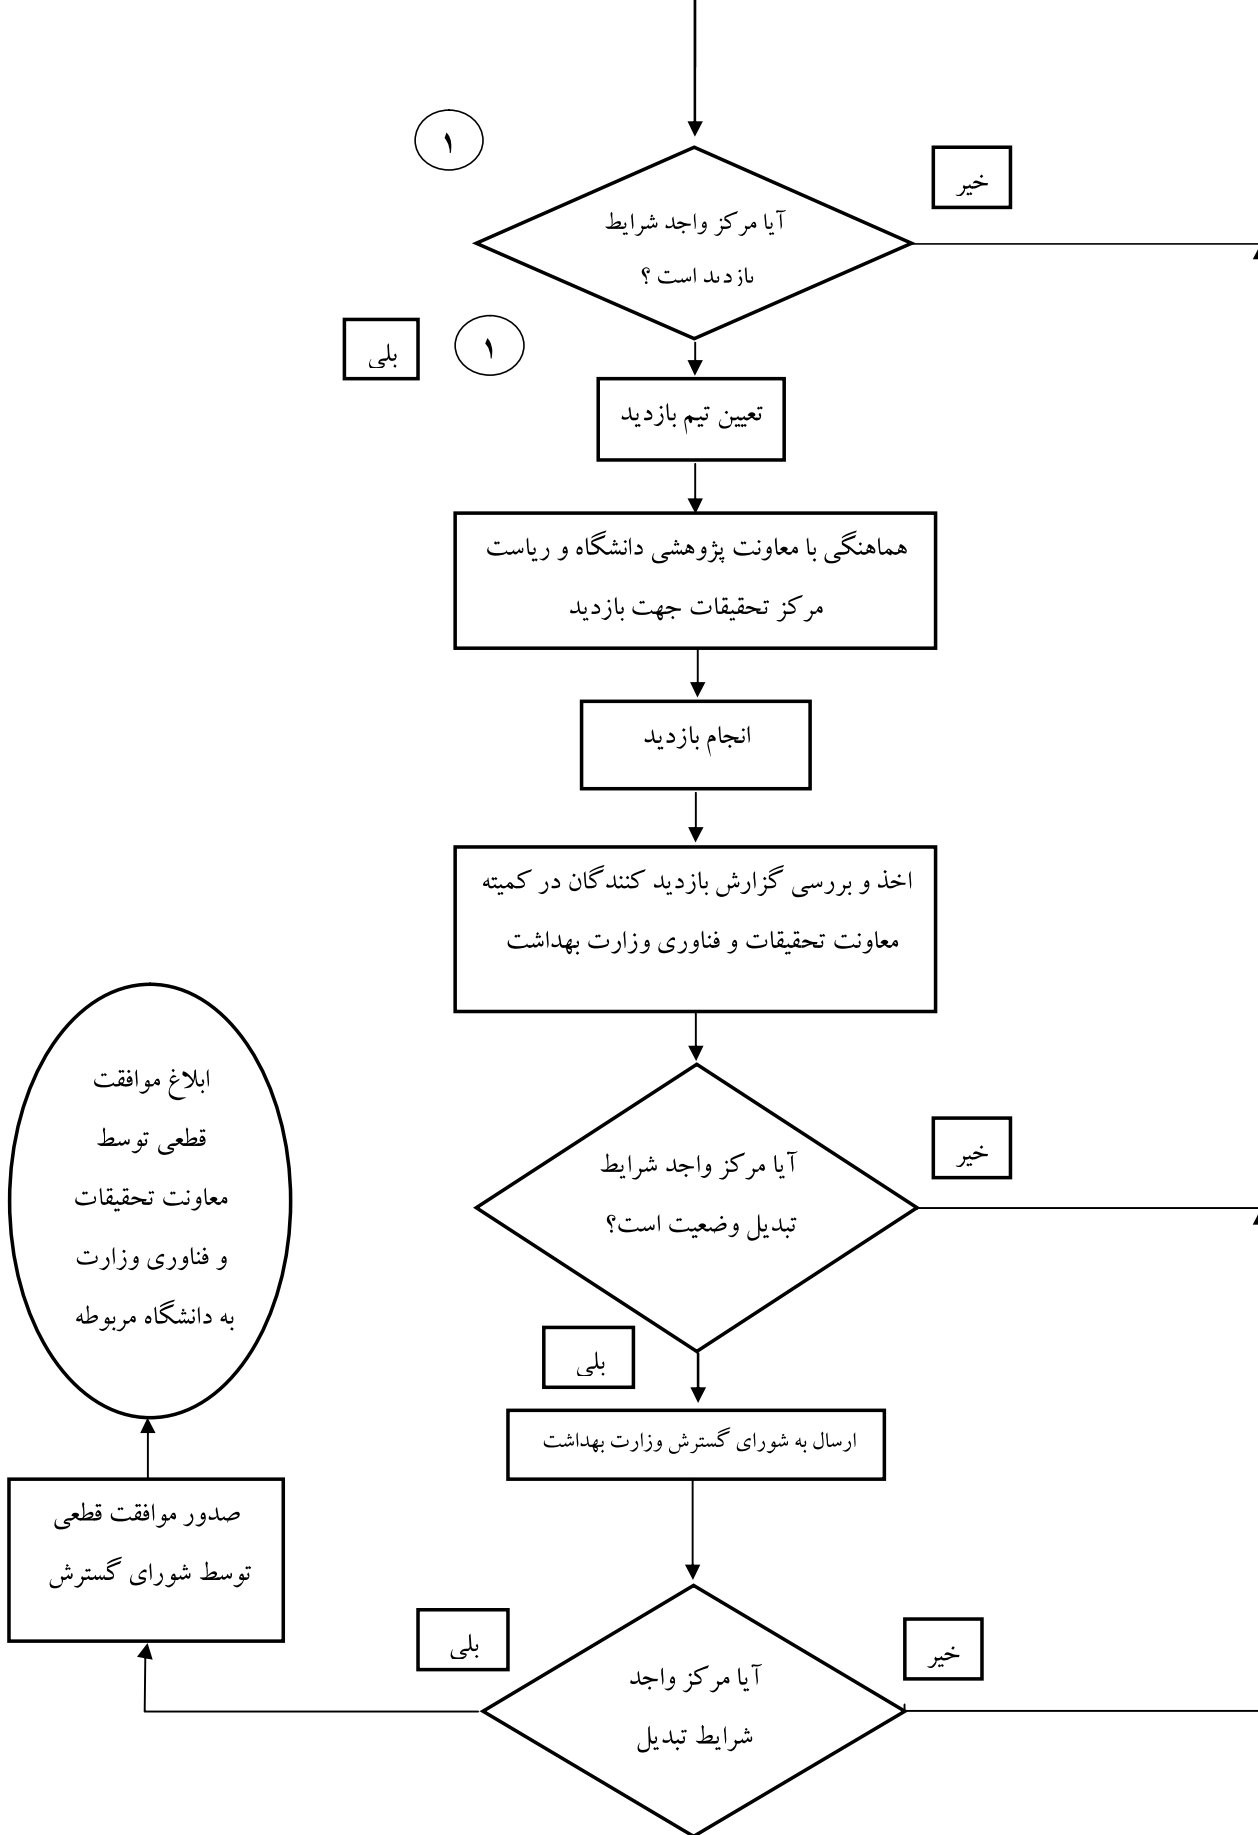 ۱
خیر
آیا مرکز واجد شرایط
بازدید است ؟
بلی
۱
تعیین تیم بازدید
هماهنگی با معاونت پژوهشی دانشگاه و ریاست
مرکز تحقیقات جهت بازدید
انجام بازدید
اخذ و بررسی گزارش بازدید کنندگان در کمیته
معاونت تحقیقات و فناوری وزارت بهداشت
خیر
آیا مرکز واجد شرایط
تبدیل وضعیت است؟
بلی
ارسال به شورای گسترش وزارت بهداشت
خیر
آیا مرکز واجد
شرایط تبدیل
بلی
صدور موافقت قطعی
توسط شورای گسترش
ابلاغ موافقت
قطعی توسط
معاونت تحقیقات
و فناوری وزارت
به دانشگاه مربوطه